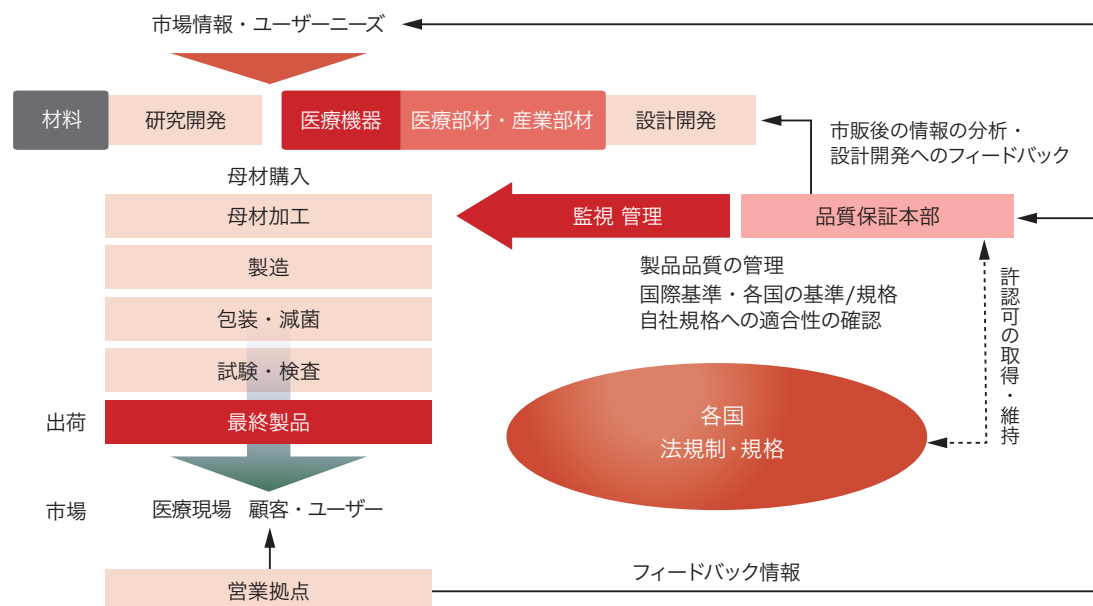 市場情報・ユーザーニーズ
材料
研究開発
医療機器
医療部材・産業部材
設計開発
市販後の情報の分析・
設計開発へのフィードバック
母材購入
母材加工
監視 管理
品質保証本部
製造
製品品質の管理
国際基準・各国の基準/規格
自社規格への適合性の確認
許認可の取得・維持
包装・滅菌
試験・検査
出荷
最終製品
各国
法規制・規格
市場
医療現場 顧客・ユーザー
フィードバック情報
営業拠点